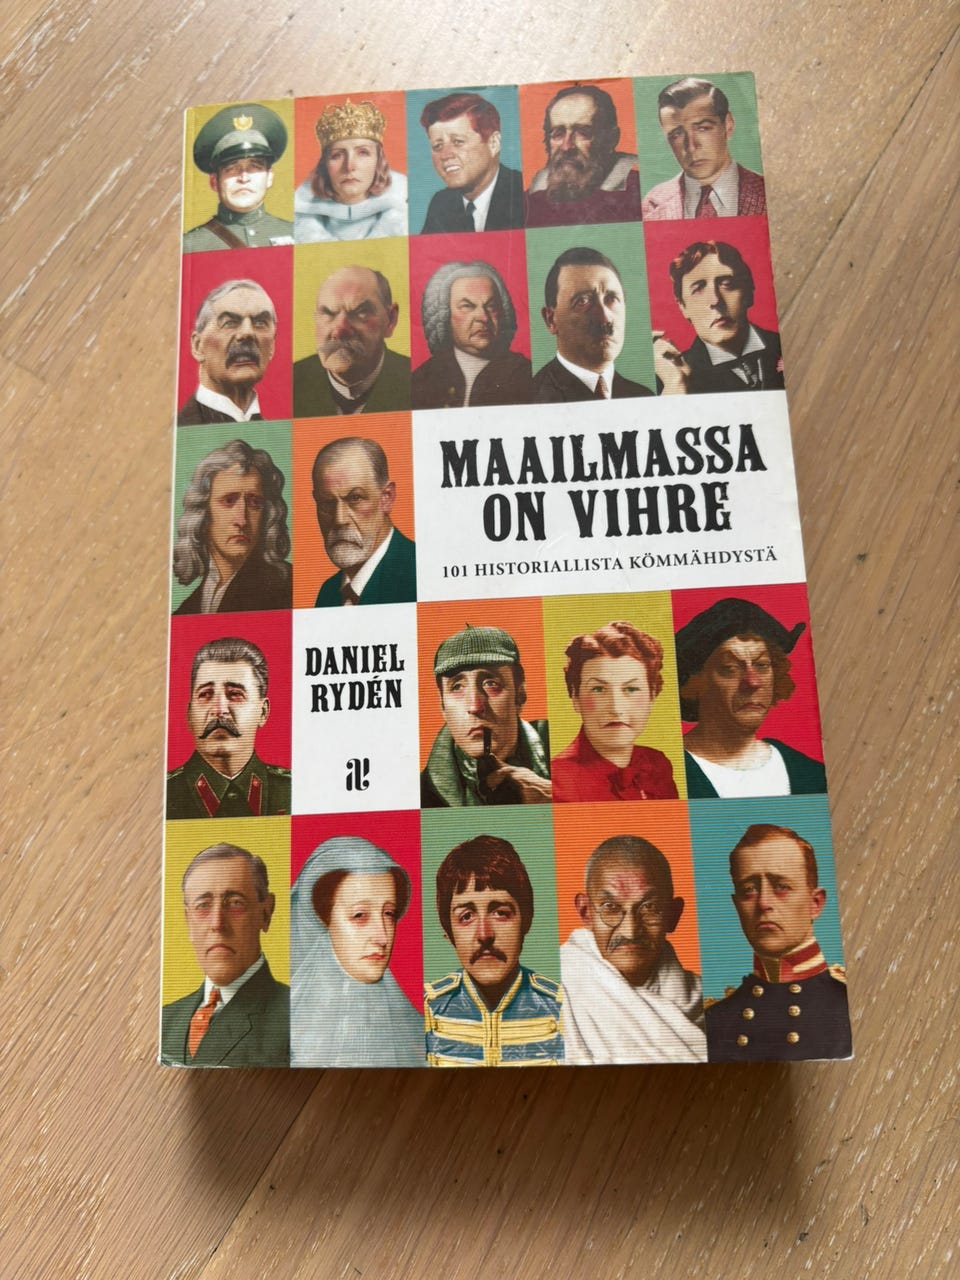 MAAILMASSA
ON VIHRE
101 HISTORIALLISTA KÖMMÄHDYSTÄ
DANIEL
RYDÉN